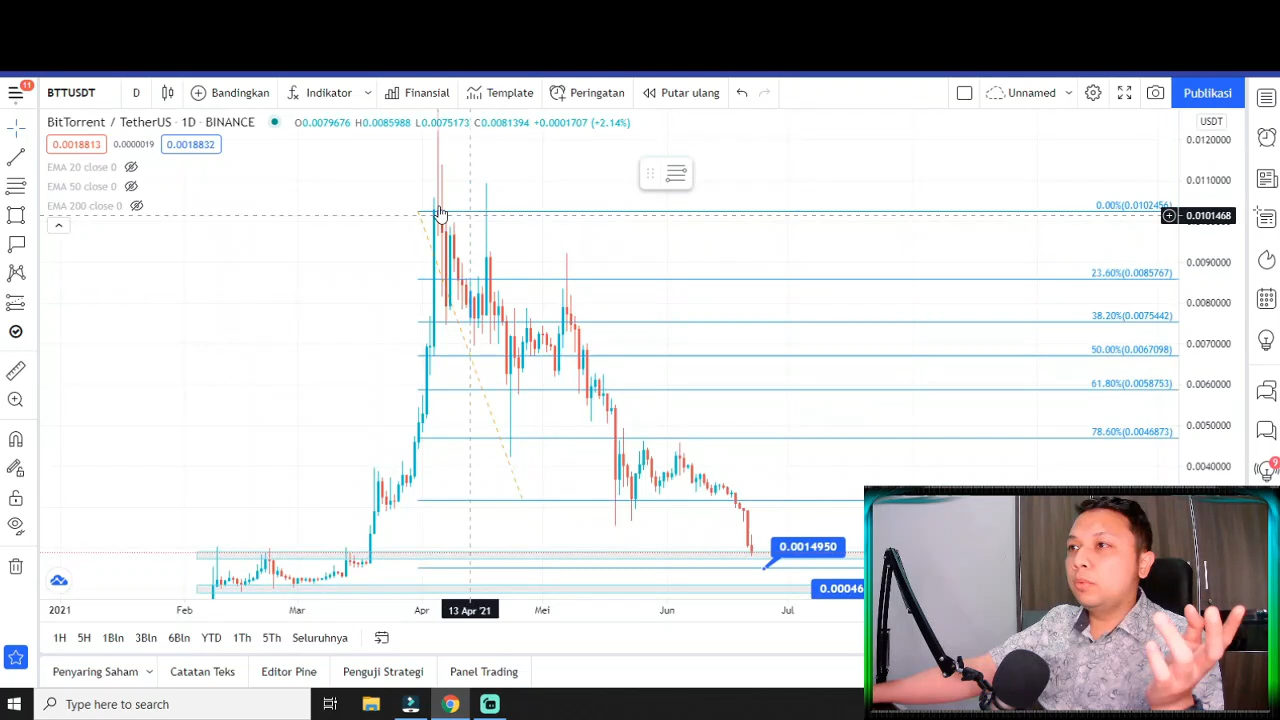 11
BTTUSDT D Bandingkan Indikator Finansial Template Peringatan Putar ulang Unnamed Publikasi
BitTorrent / TetherUS · 1D · BINANCE O0.0079676 H0.0085988 L0.0075173 C0.0081394 +0.0001707 (+2.14%)
USDT
0.0018813 0.0000019 0.0018832
EMA 20 close 0
EMA 50 close 0
EMA 200 close 0
0.0120000
0.0110000
0.00%(0.0102456)
0.0101468
0.0090000
23.60%(0.0085767)
0.0080000
38.20%(0.0075442)
0.0070000
50.00%(0.0067098)
0.0060000
61.80%(0.0058753)
0.0050000
78.60%(0.0046873)
0.0040000
9
0.0014950
0.00046
2021 Feb Mar Apr 13 Apr '21 Mei Jun Jul
1H 5H 1Bln 3Bln 6Bln YTD 1Th 5Th Seluruhnya
Penyaring Saham Catatan Teks Editor Pine Penguji Strategi Panel Trading
Type here to search